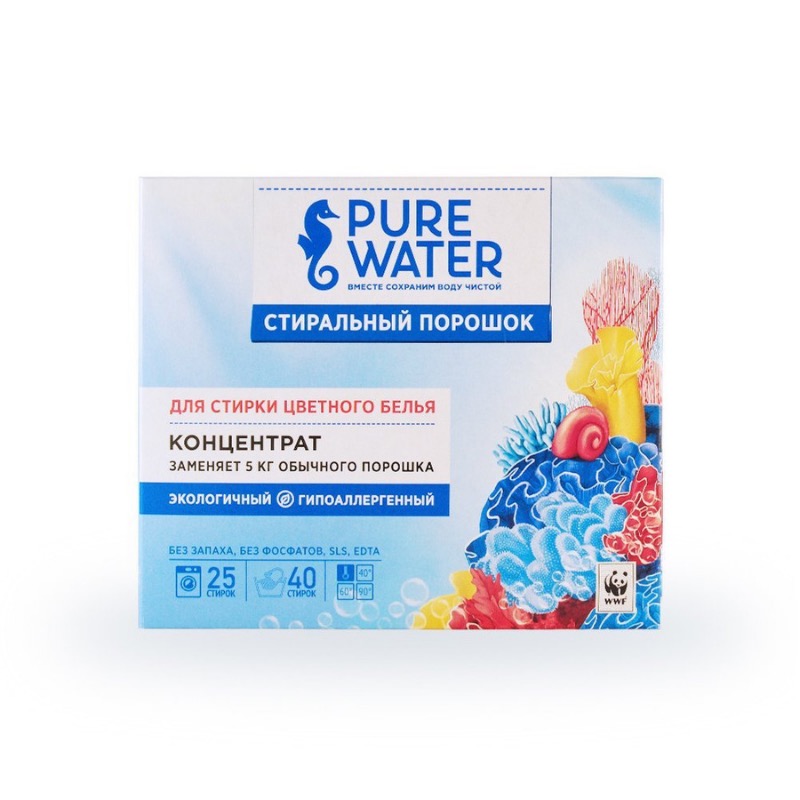 PURE
WATER
ВМЕСТЕ СОХРАНИМ ВОДУ ЧИСТОЙ
СТИРАЛЬНЫЙ ПОРОШОК
ДЛЯ СТИРКИ ЦВЕТНОГО БЕЛЬЯ
КОНЦЕНТРАТ
ЗАМЕНЯЕТ 5 КГ ОБЫЧНОГО ПОРОШКА
ЭКОЛОГИЧНЫЙ ГИПОАЛЛЕРГЕННЫЙ
БЕЗ ЗАПАХА, БЕЗ ФОСФАТОВ, SLS, EDTA
25 СТИРОК
40 СТИРОК
40°
60° 90°
WWF